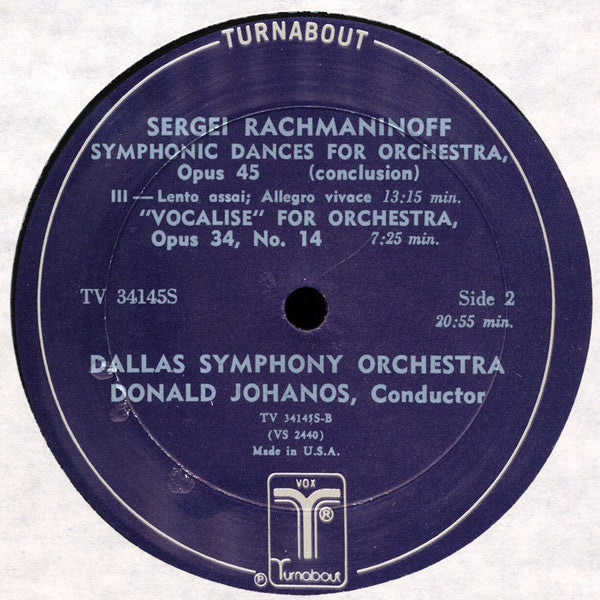 TURNABOUT
SERGEI RACHMANINOFF
SYMPHONIC DANCES FOR ORCHESTRA,
Opus 45 (conclusion)
III — Lento assai; Allegro vivace 13:15 min.
"VOCALISE" FOR ORCHESTRA,
Opus 34, No. 14 7:25 min.
TV 34145S Side 2
20:55 min.
DALLAS SYMPHONY ORCHESTRA
DONALD JOHANOS, Conductor
TV 34145S-B
(VS 2440)
Made in U.S.A.
VOX
T ®
℗ Turnabout